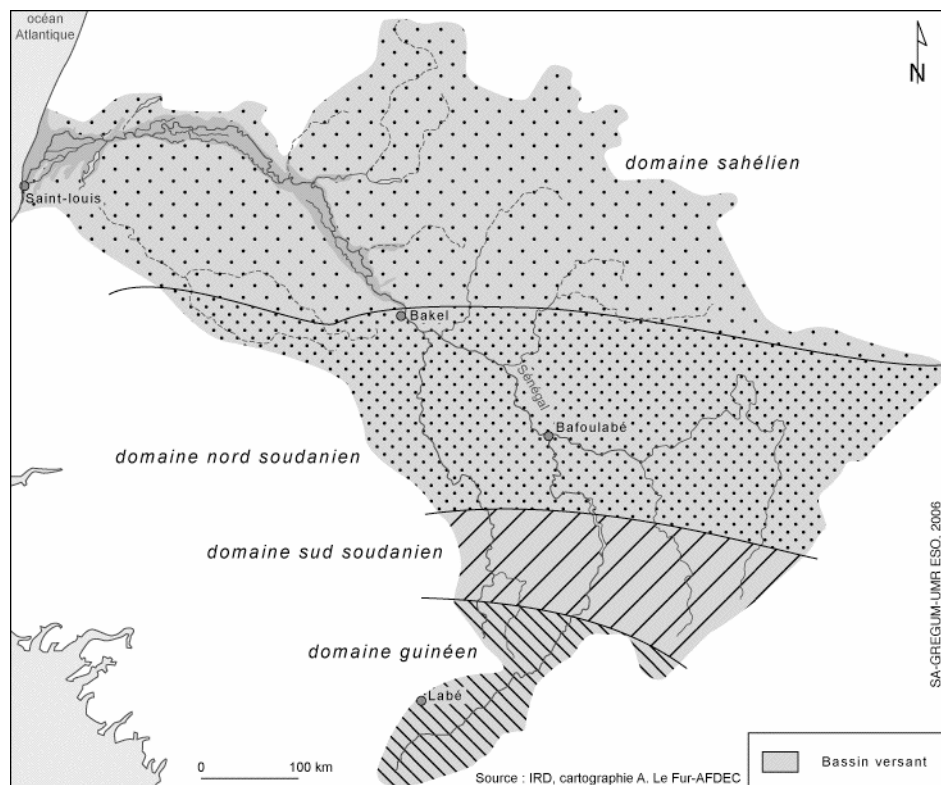 océan
Atlantique
N
domaine sahélien
Saint-louis
Bakel
Sénégal
Bafoulabé
domaine nord soudanien
domaine sud soudanien
domaine guinéen
Labé
0 100 km
Source : IRD, cartographie A. Le Fur-AFDEC
Bassin versant
SA-GREGUM-UMR ESO, 2006